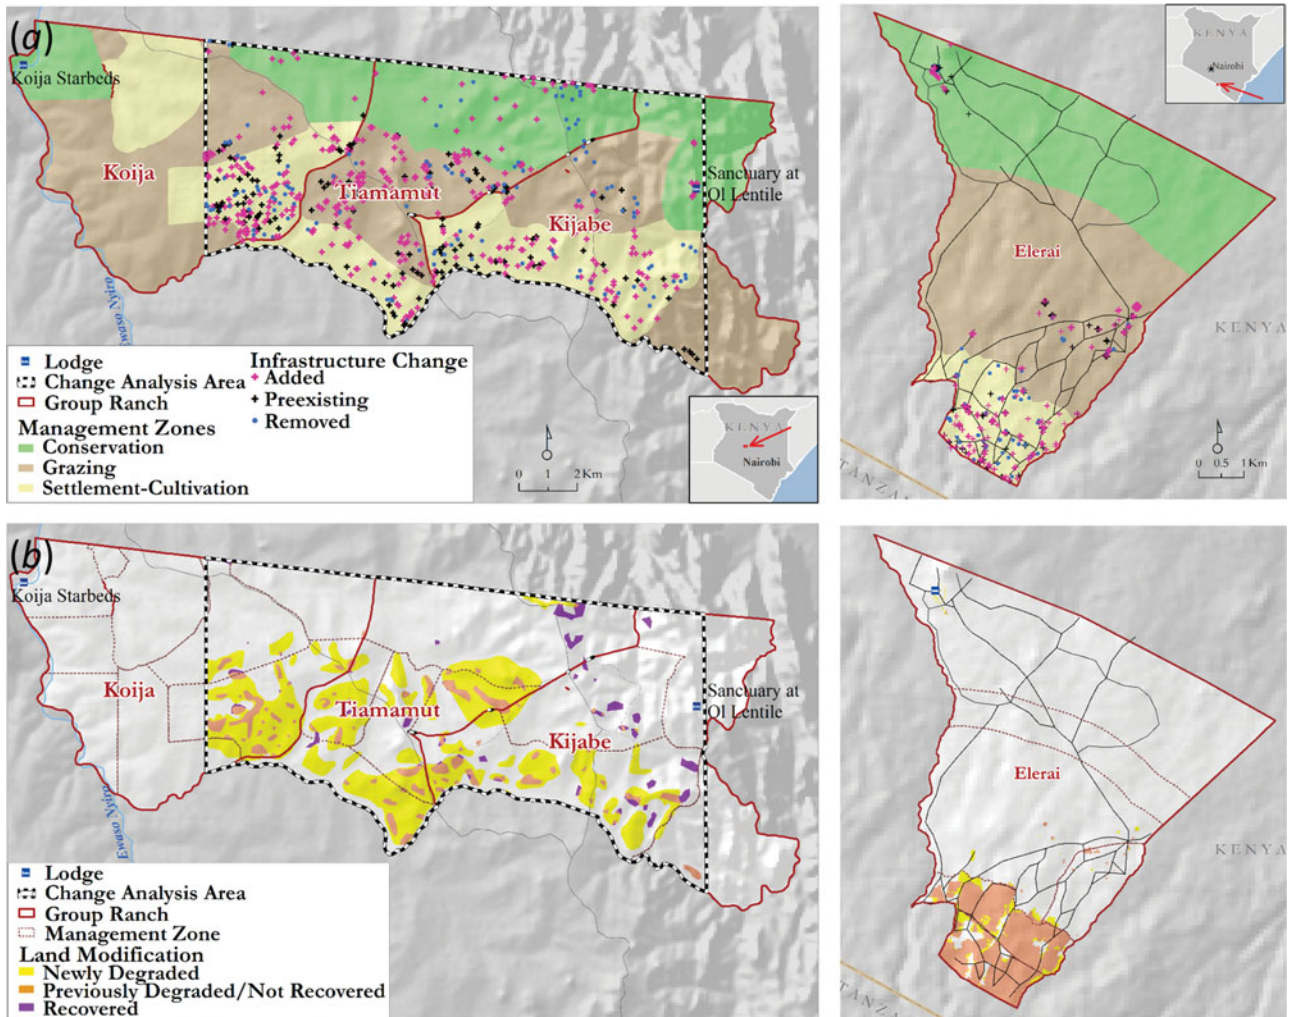 (a)
Koija Starbeds
Koija
Tiamamut
Kijabe
Sanctuary at
Ol Lentile
Ewaso Nyiro
Lodge
Change Analysis Area
Group Ranch
Management Zones
Conservation
Grazing
Settlement-Cultivation
Infrastructure Change
Added
Preexisting
Removed
0 1 2 Km
KENYA
Nairobi
KENYA
Nairobi
Elerai
KENYA
TANZAN
0 0.5 1 Km
(b)
Koija Starbeds
Koija
Tiamamut
Kijabe
Sanctuary at
Ol Lentile
Ewaso Nyiro
Lodge
Change Analysis Area
Group Ranch
Management Zone
Land Modification
Newly Degraded
Previously Degraded/Not Recovered
Recovered
Elerai
KENYA
TANZAN